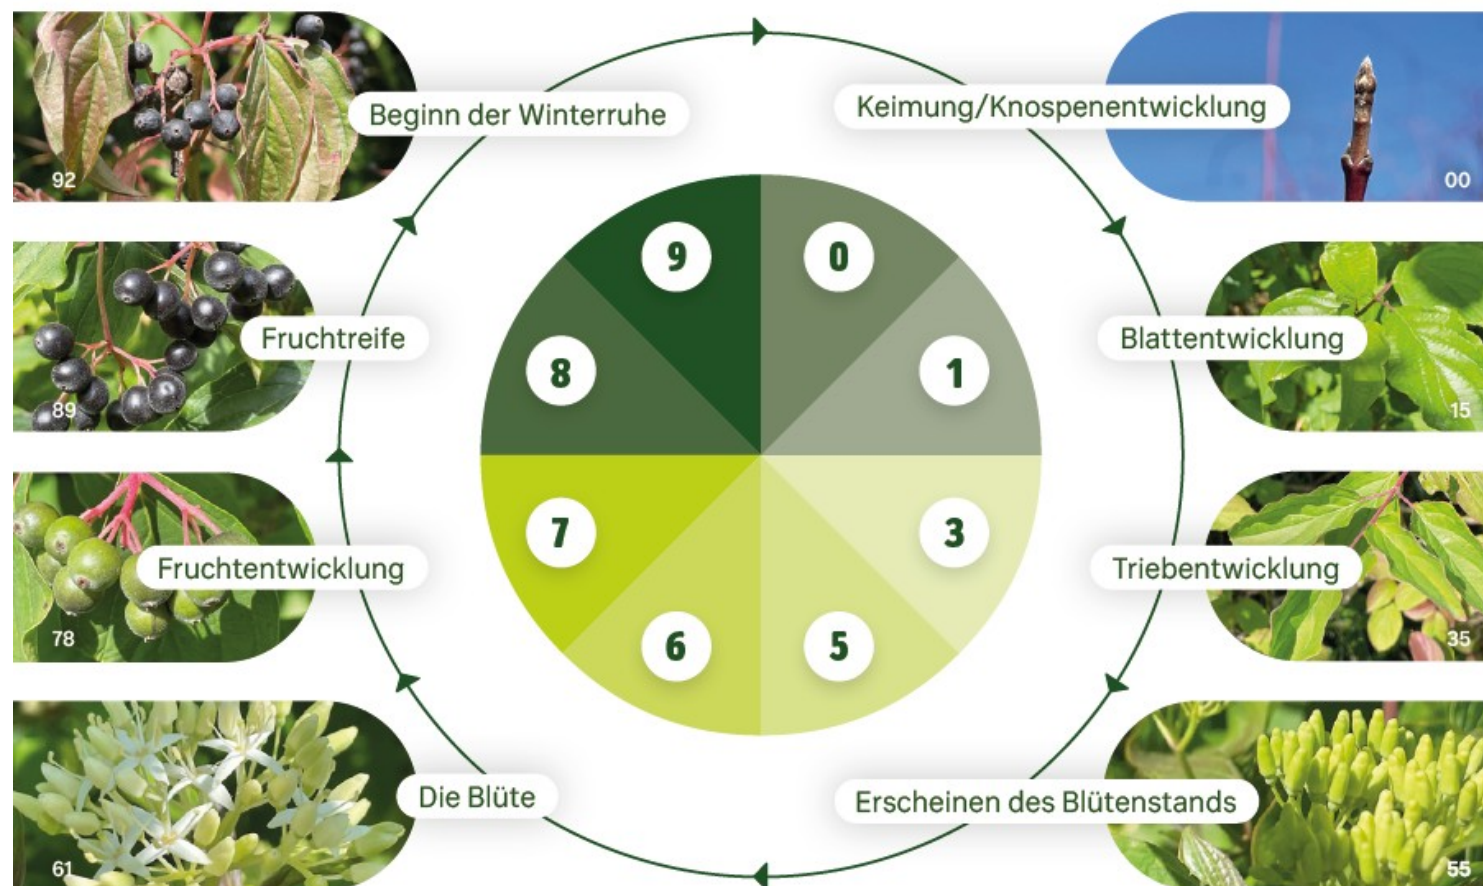 Beginn der Winterruhe
92
Keimung/Knospenentwicklung
00
9
0
Fruchtreife
89
8
1
Blattentwicklung
15
Fruchtentwicklung
78
7
3
Triebentwicklung
35
6
5
Die Blüte
61
Erscheinen des Blütenstands
55